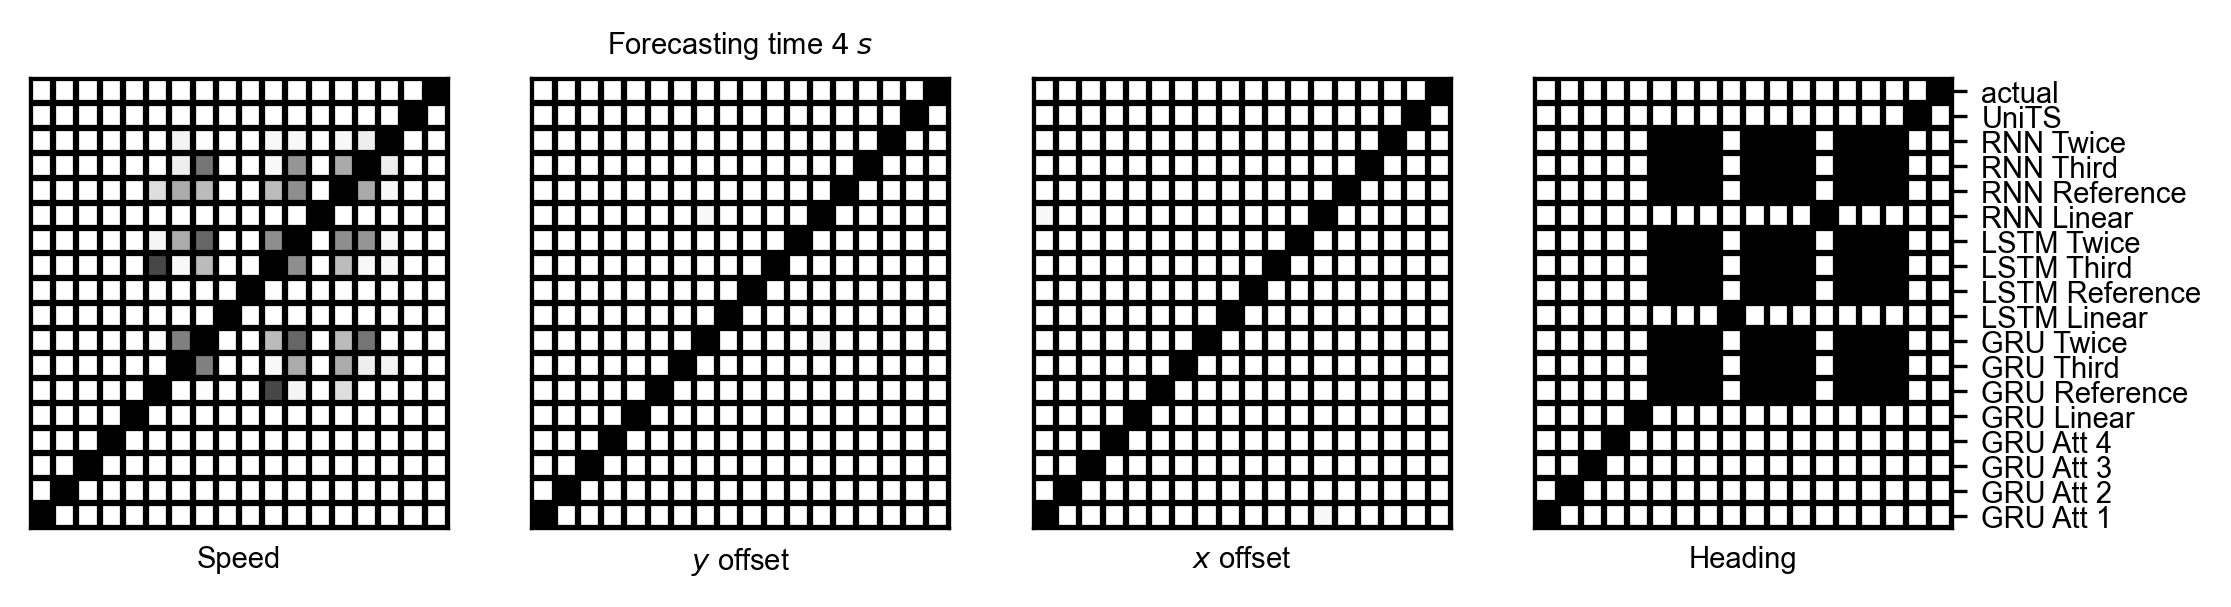 Forecasting time 4 s
actual
UniTS
RNN Twice
RNN Third
RNN Reference
RNN Linear
LSTM Twice
LSTM Third
LSTM Reference
LSTM Linear
GRU Twice
GRU Third
GRU Reference
GRU Linear
GRU Att 4
GRU Att 3
GRU Att 2
GRU Att 1
Speed
y offset
x offset
Heading